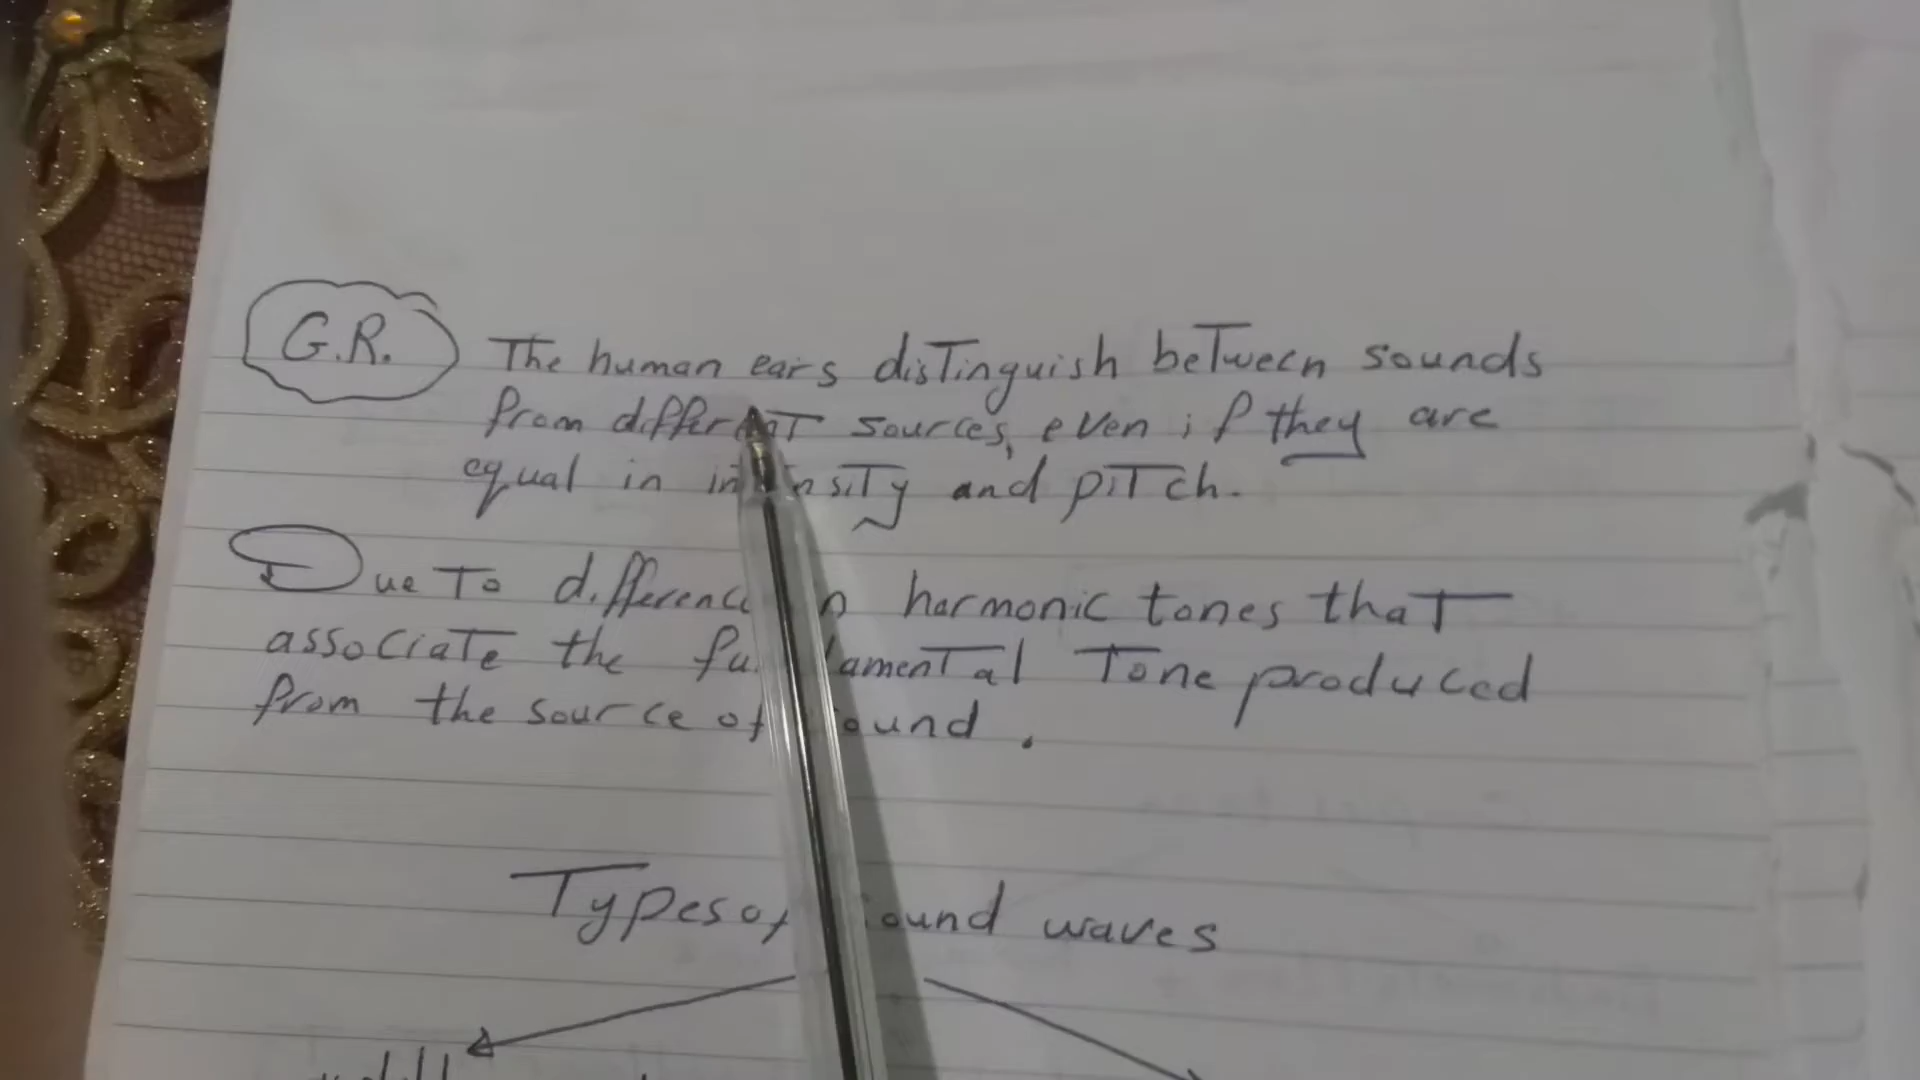 G.R. The human ears distinguish between sounds
from different sources, even if they are
equal in intensity and pitch.
Due To difference in harmonic tones that
associate the fundamental Tone produced
from the source of sound.
Types of sound waves